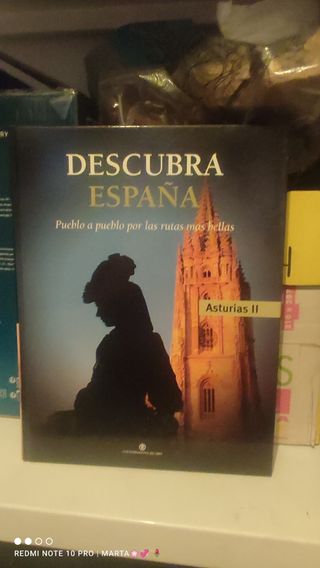 DESCUBRA
ESPAÑA
Pueblo a pueblo por las rutas más bellas
Asturias II
REDMI NOTE 10 PRO | MARTA